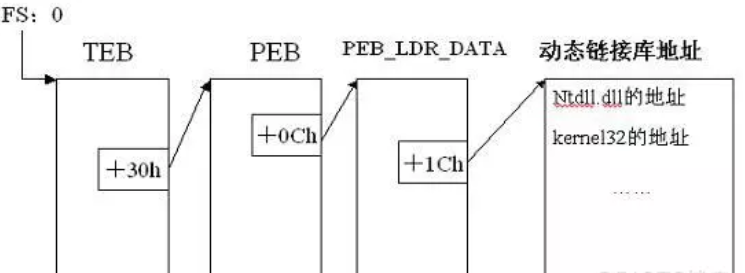 FS：0
TEB
PEB
PEB_LDR_DATA
动态链接库地址
+30h
+0Ch
+1Ch
Ntdll.dll的地址
kernel32的地址
……